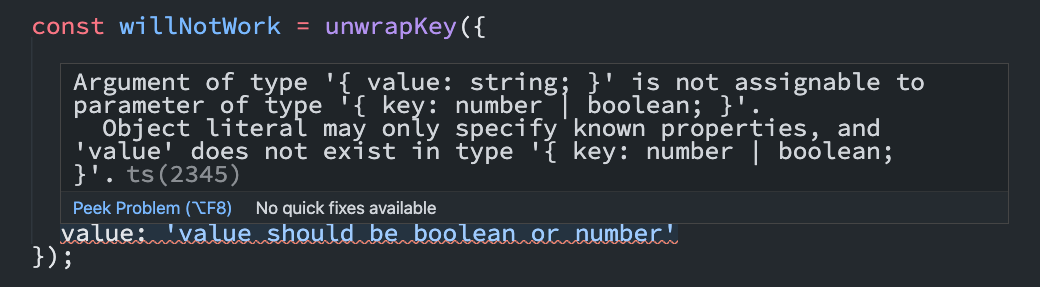 const willNotWork = unwrapKey({
Argument of type '{ value: string; }' is not assignable to
parameter of type '{ key: number | boolean; }'.
Object literal may only specify known properties, and
'value' does not exist in type '{ key: number | boolean;
}'. ts(2345)
Peek Problem (⌥F8) No quick fixes available
value: 'value should be boolean or number'
});